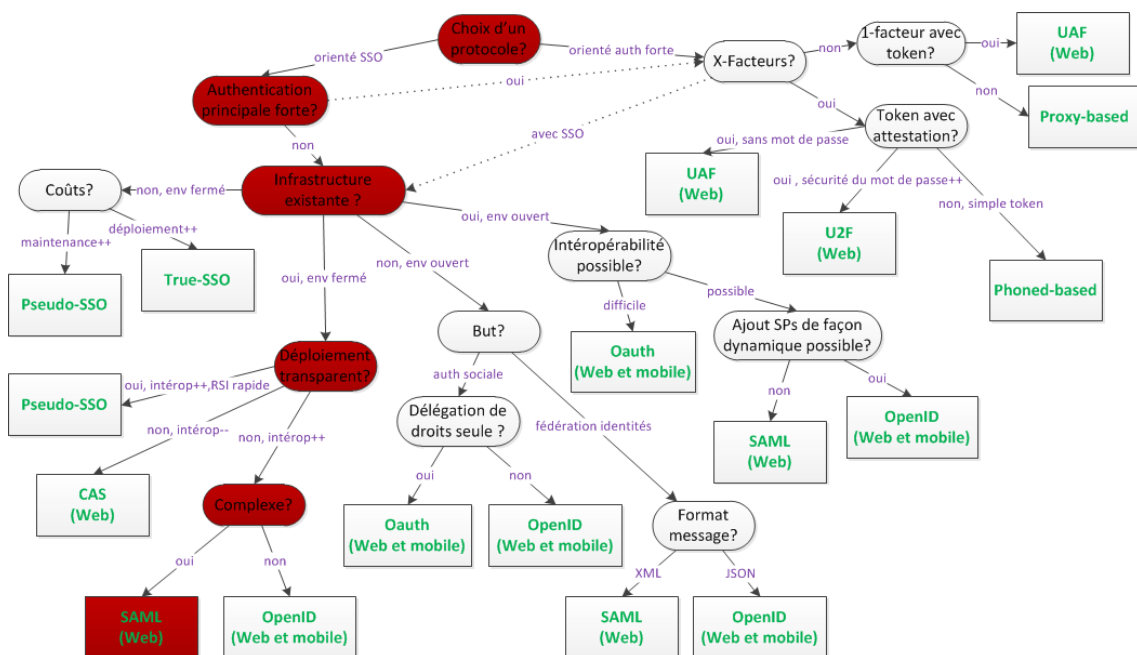 Choix d'un
protocole?
orienté SSO
orienté auth forte
X-Facteurs?
non
1-facteur avec
token?
oui
UAF
(Web)
non
Proxy-based
Authentication
principale forte?
oui
oui
Token avec
attestation?
avec SSO
non
oui, sans mot de passe
UAF
(Web)
oui , sécurité du mot de passe++
U2F
(Web)
non, simple token
Phoned-based
Infrastructure
existante ?
non, env fermé
Coûts?
maintenance++
déploiement++
Pseudo-SSO
True-SSO
oui, env fermé
non, env ouvert
oui, env ouvert
Intéropérabilité
possible?
difficile
possible
Oauth
(Web et mobile)
Ajout SPs de façon
dynamique possible?
non
oui
SAML
(Web)
OpenID
(Web et mobile)
But?
auth sociale
fédération identités
Délégation de
droits seule ?
oui
non
Oauth
(Web et mobile)
OpenID
(Web et mobile)
Format
message?
XML
JSON
SAML
(Web)
OpenID
(Web et mobile)
Déploiement
transparent?
oui, intérop++,RSI rapide
Pseudo-SSO
non, intérop--
CAS
(Web)
non, intérop++
Complexe?
oui
non
SAML
(Web)
OpenID
(Web et mobile)